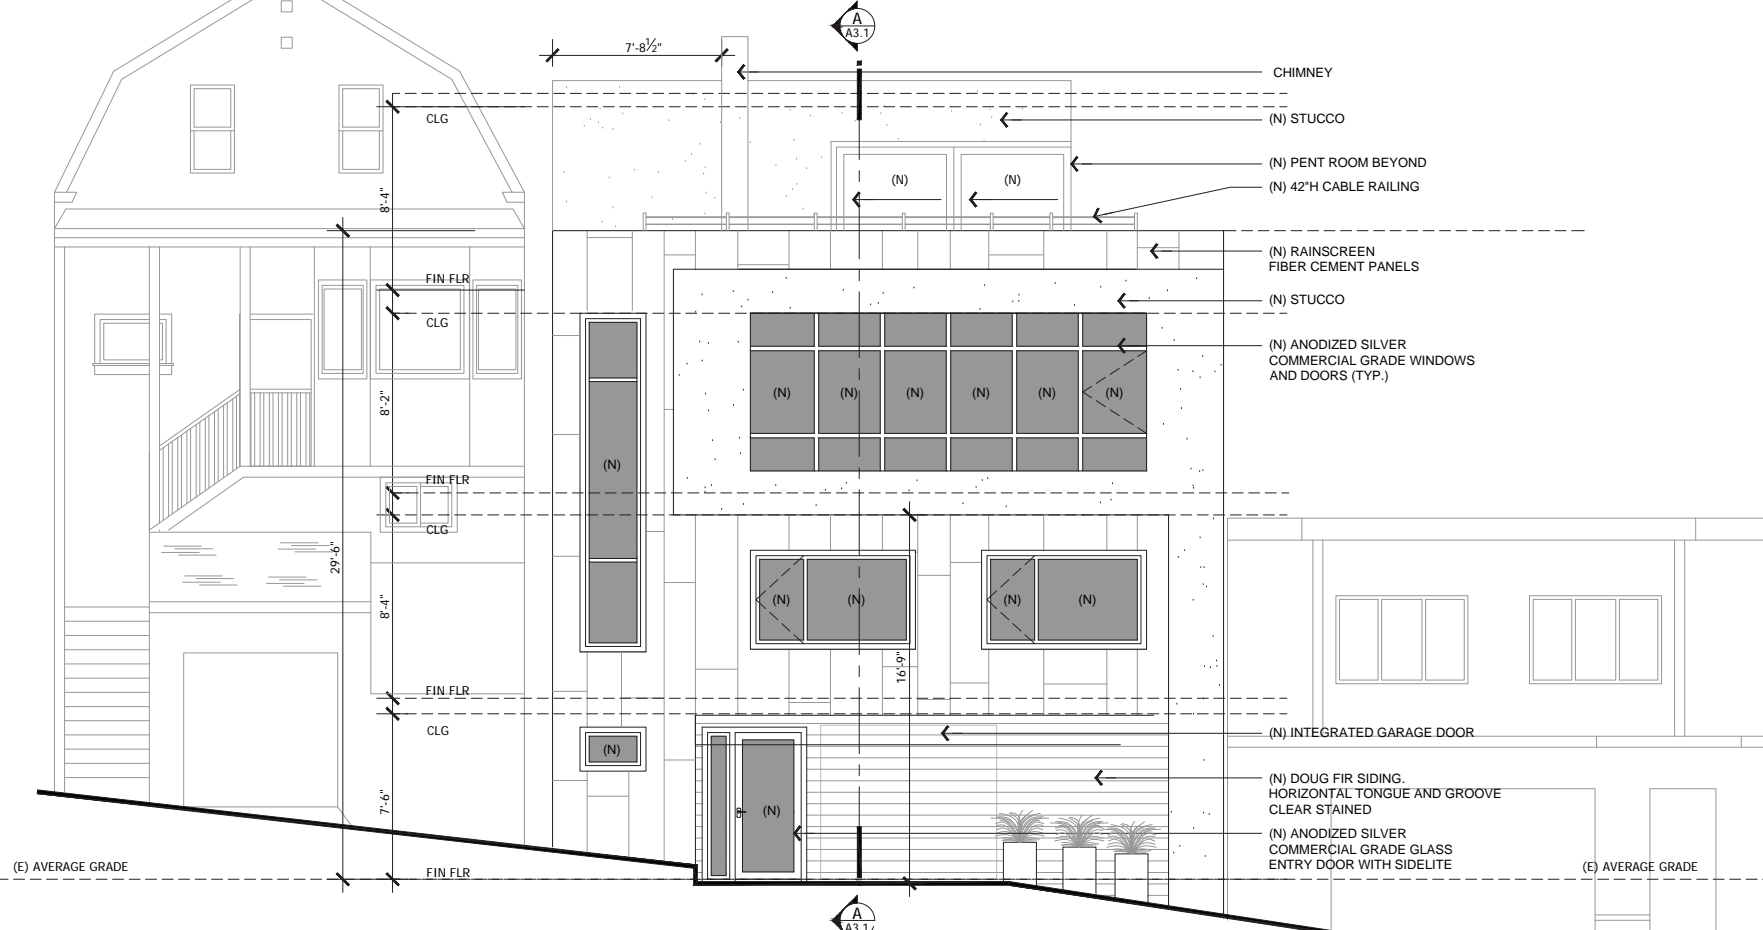 A
A3.1
7'-8½"
CHIMNEY
CLG
(N) STUCCO
(N) PENT ROOM BEYOND
(N)
(N)
(N) 42"H CABLE RAILING
8'-4"
(N) RAINSCREEN
FIBER CEMENT PANELS
FIN FLR
(N) STUCCO
CLG
(N) ANODIZED SILVER
COMMERCIAL GRADE WINDOWS
AND DOORS (TYP.)
8'-2"
(N)
(N)
(N)
(N)
(N)
(N)
(N)
FIN FLR
CLG
29'-6"
8'-4"
(N)
(N)
(N)
(N)
16'-9"
FIN FLR
CLG
(N) INTEGRATED GARAGE DOOR
(N)
7'-6"
(N) DOUG FIR SIDING.
HORIZONTAL TONGUE AND GROOVE
CLEAR STAINED
(N)
(N) ANODIZED SILVER
COMMERCIAL GRADE GLASS
ENTRY DOOR WITH SIDELITE
(E) AVERAGE GRADE
FIN FLR
(E) AVERAGE GRADE
A
A3.1